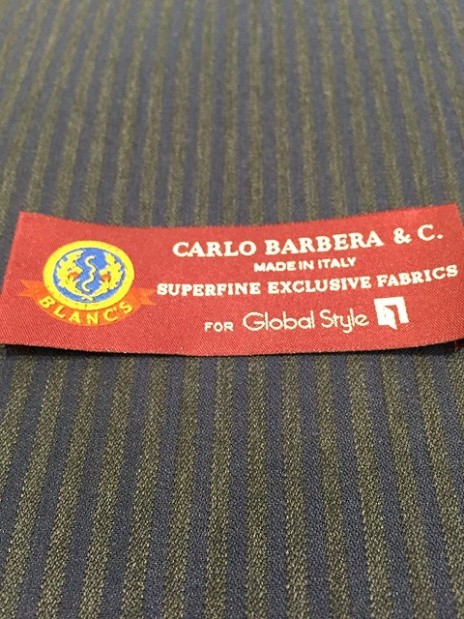 CARLO BARBERA & C.
MADE IN ITALY
SUPERFINE EXCLUSIVE FABRICS
FOR Global Style
BLANC'S